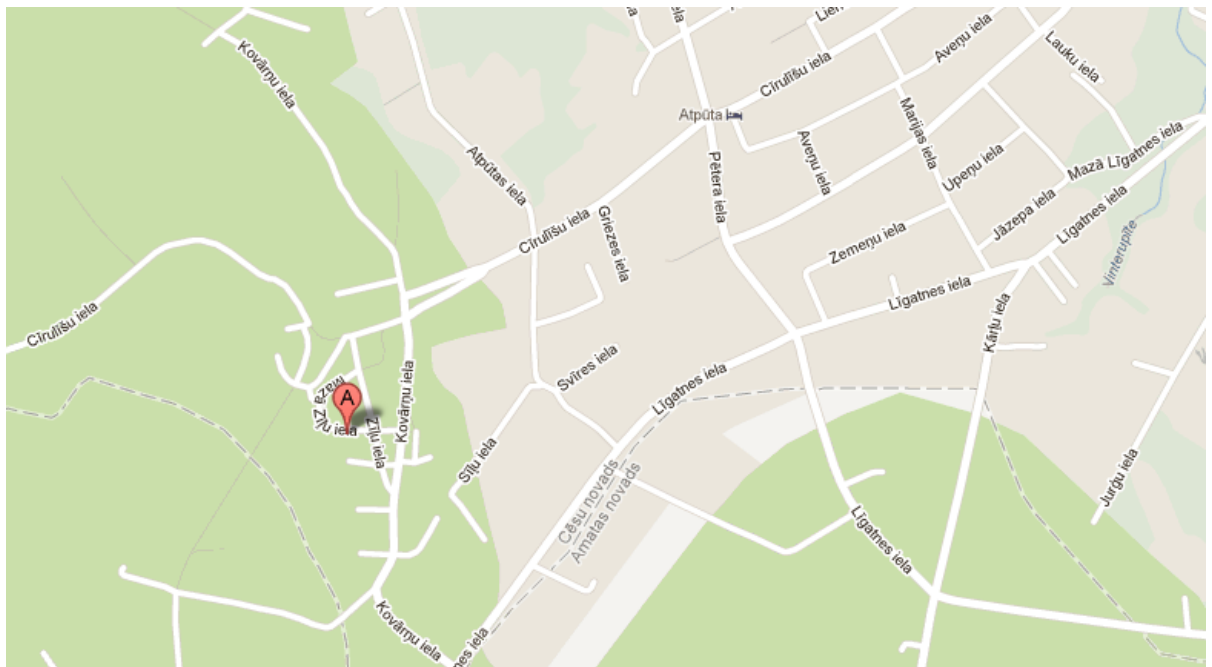 Kovārņu iela
Cīrulīšu iela
Aveņu iela
Lauku iela
Atpūta
Marijas iela
Atpūtas iela
Pētera iela
Aveņu iela
Upeņu iela
Mazā Līgatnes iela
Cīrulīšu iela
Griezes iela
Jāzepa iela
Līgatnes iela
Zemeņu iela
Vinterupīte
Līgatnes iela
Cīrulīšu iela
Kārļu iela
Svīres iela
Līgatnes iela
Mazā Zīļu iela
A
Zīļu iela
Kovārņu iela
Sīļu iela
Jurģu iela
Cēsu novads
Amatas novads
Līgatnes iela
Kovārņu iela
nes iela